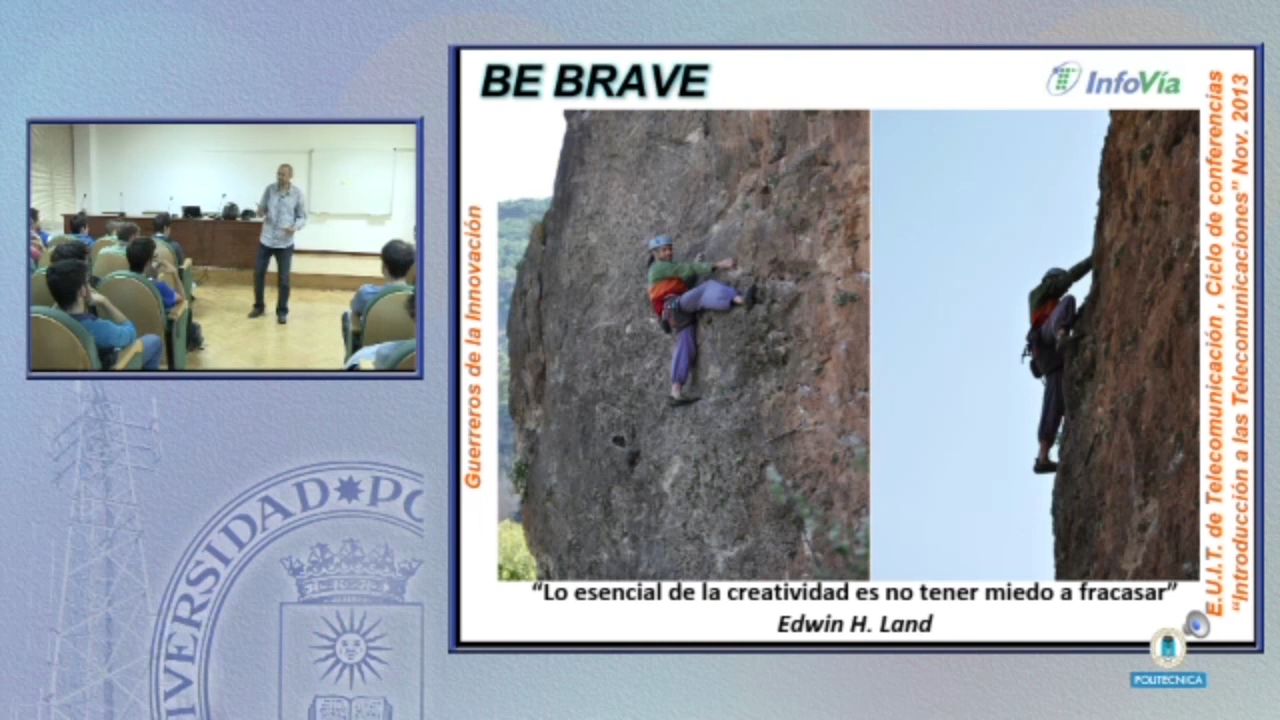 BE BRAVE
InfoVía
Guerreros de la Innovación
E.U.I.T. de Telecomunicación , Ciclo de conferencias
“Introducción a las Telecomunicaciones” Nov. 2013
“Lo esencial de la creatividad es no tener miedo a fracasar”
Edwin H. Land
POLITECNICA
IVERSIDAD PO